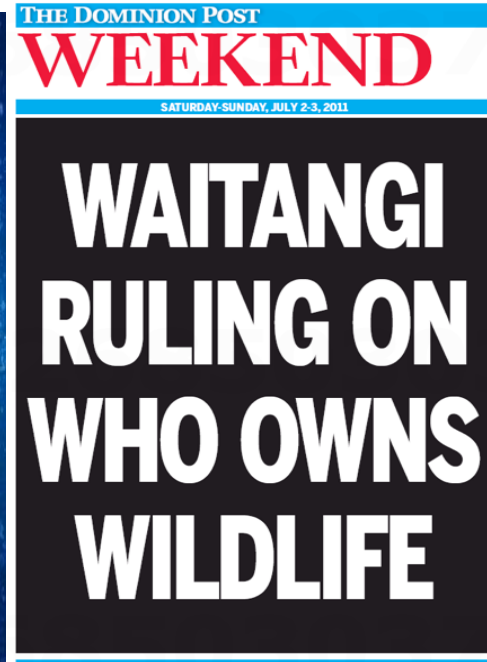 THE DOMINION POST
WEEKEND
SATURDAY-SUNDAY, JULY 2-3, 2011
WAITANGI
RULING ON
WHO OWNS
WILDLIFE